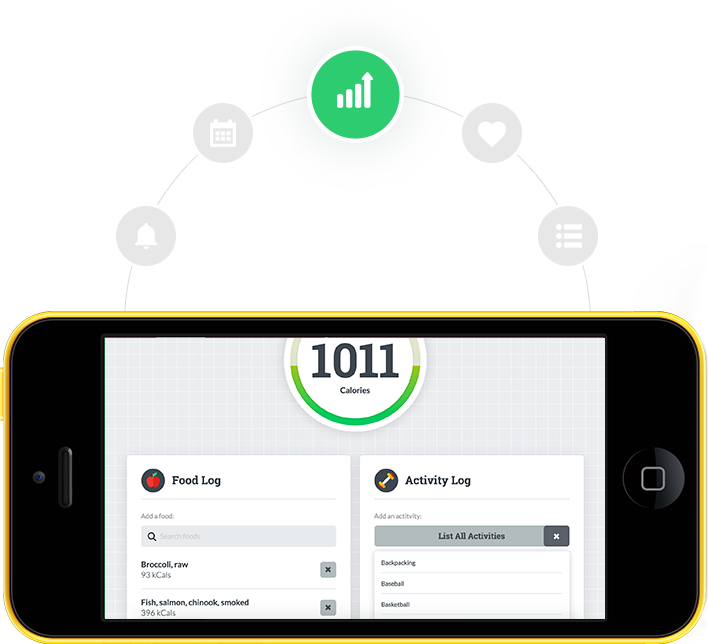 1011
Calories
Food Log
Add a food:
Search foods
Broccoli, raw
93 kCals
Fish, salmon, chinook, smoked
396 kCals
Activity Log
Add an actitvity:
List All Activities
Backpacking
Baseball
Basketball